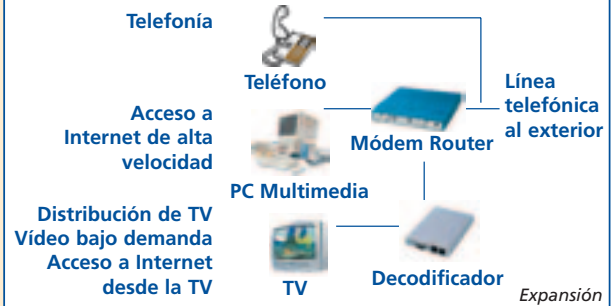 Telefonía
Teléfono
Línea
telefónica
al exterior
Acceso a
Internet de alta
velocidad
Módem Router
PC Multimedia
Distribución de TV
Vídeo bajo demanda
Acceso a Internet
desde la TV
TV
Decodificador
Expansión